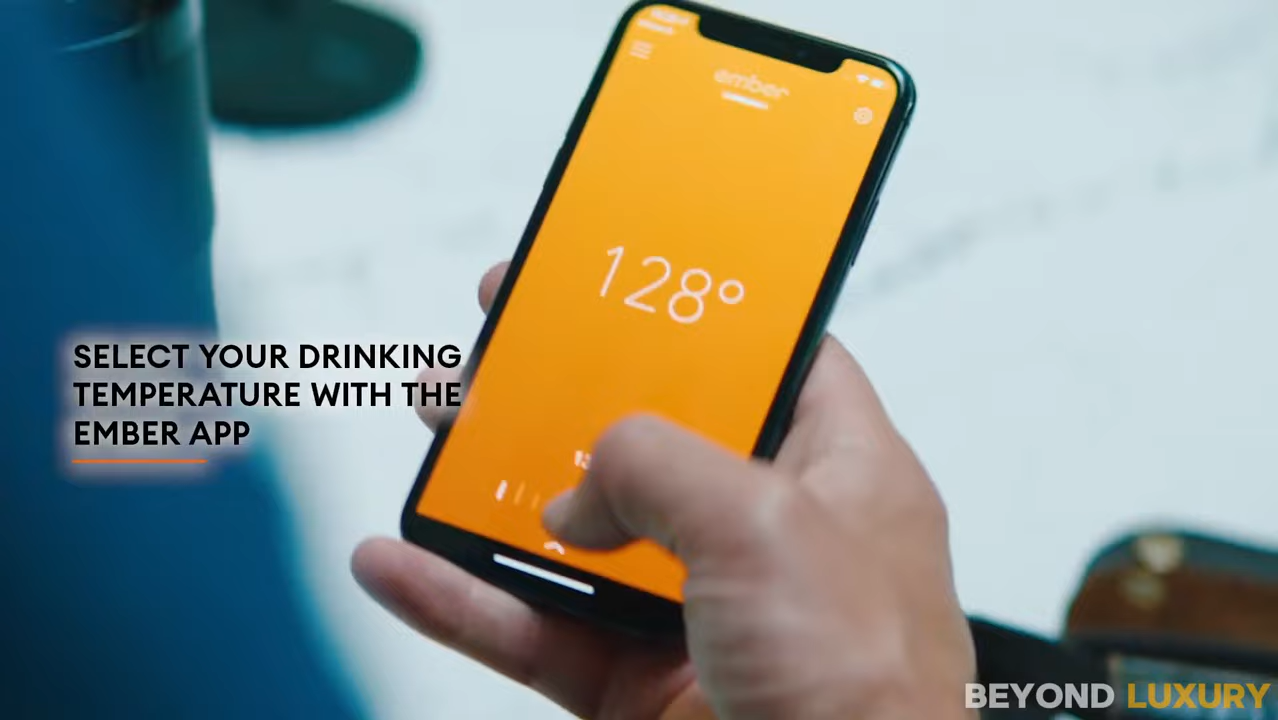 ember
128°
SELECT YOUR DRINKING
TEMPERATURE WITH THE
EMBER APP
BEYOND LUXURY